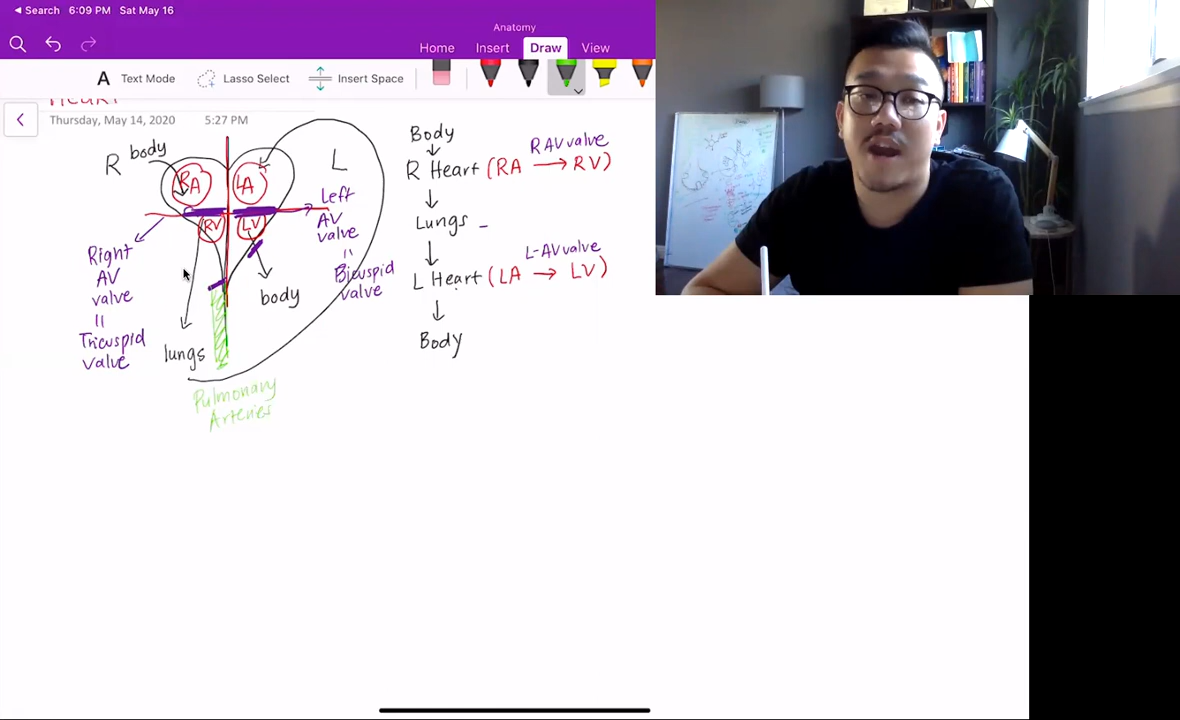 Search 6:09 PM Sat May 16
Anatomy
Home Insert Draw View
A Text Mode Lasso Select Insert Space
Heart
Thursday, May 14, 2020 5:27 PM
R body
L
RA LA
RV LV
Left
AV
valve
=
Bicuspid
valve
Right
AV
valve
=
Tricuspid
valve
body
lungs
Pulmonary
Arteries
Body
RAV valve
R Heart (RA → RV)
Lungs -
L-AV valve
L Heart (LA → LV)
Body